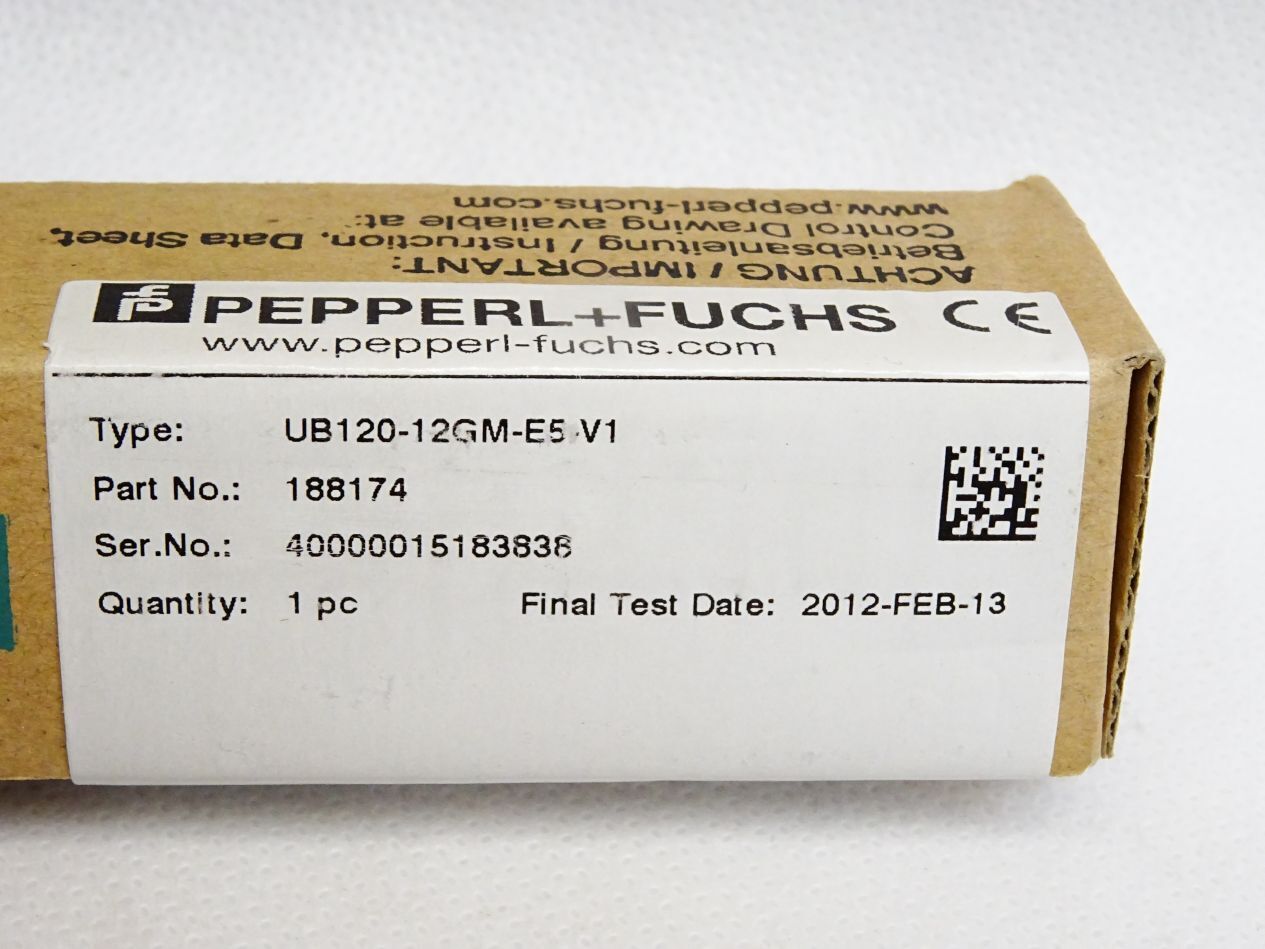 ACHTUNG / IMPORTANT:
Betriebsanleitung / Instruction, Data Sheet,
Control Drawing available at:
www.pepperl-fuchs.com
PEPPERL+FUCHS CE
www.pepperl-fuchs.com
Type: UB120-12GM-E5-V1
Part No.: 188174
Ser.No.: 40000015183838
Quantity: 1 pc Final Test Date: 2012-FEB-13